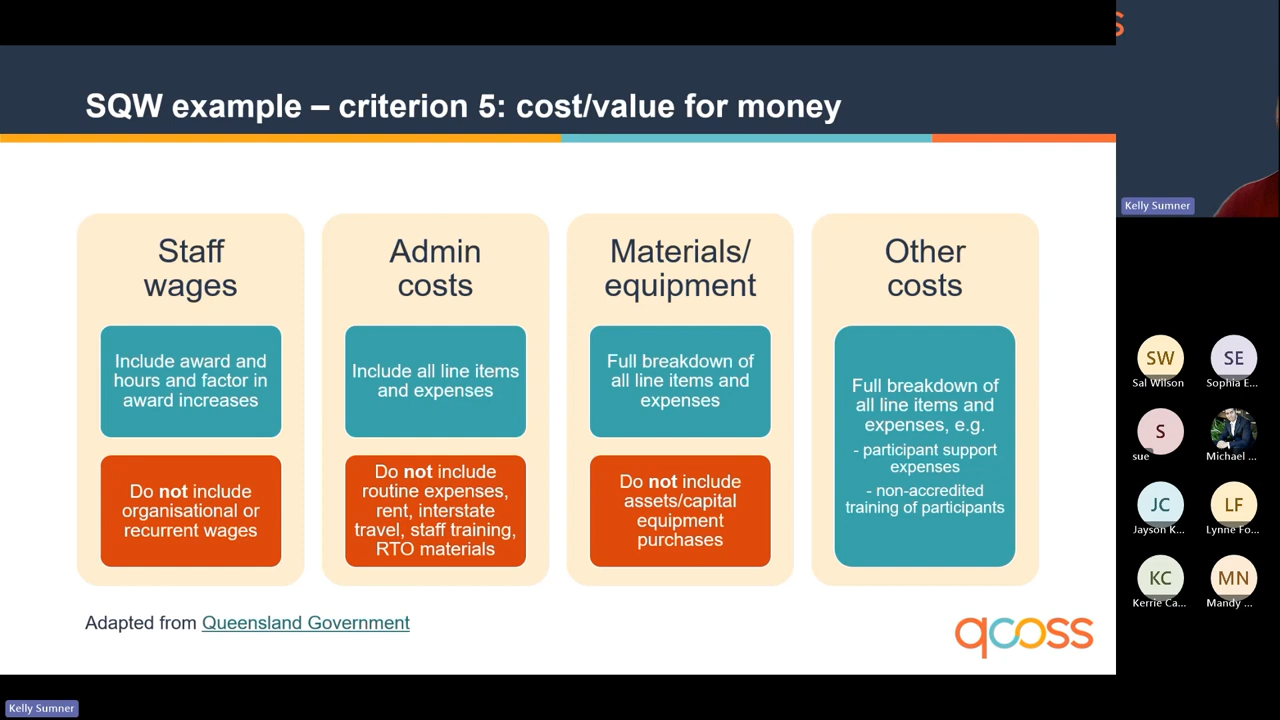 SQW example – criterion 5: cost/value for money
Staff
wages
Include award and
hours and factor in
award increases
Do not include
organisational or
recurrent wages
Admin
costs
Include all line items
and expenses
Do not include
routine expenses,
rent, interstate
travel, staff training,
RTO materials
Materials/
equipment
Full breakdown of
all line items and
expenses
Do not include
assets/capital
equipment
purchases
Other
costs
Full breakdown of
all line items and
expenses, e.g.
- participant support
expenses
- non-accredited
training of participants
Adapted from Queensland Government
qcoss
s
Kelly Sumner
SW
Sal Wilson
SE
Sophia E...
S
sue
Michael ...
JC
Jayson K...
LF
Lynne Fo...
KC
Kerrie Ca...
MN
Mandy ...
Kelly Sumner